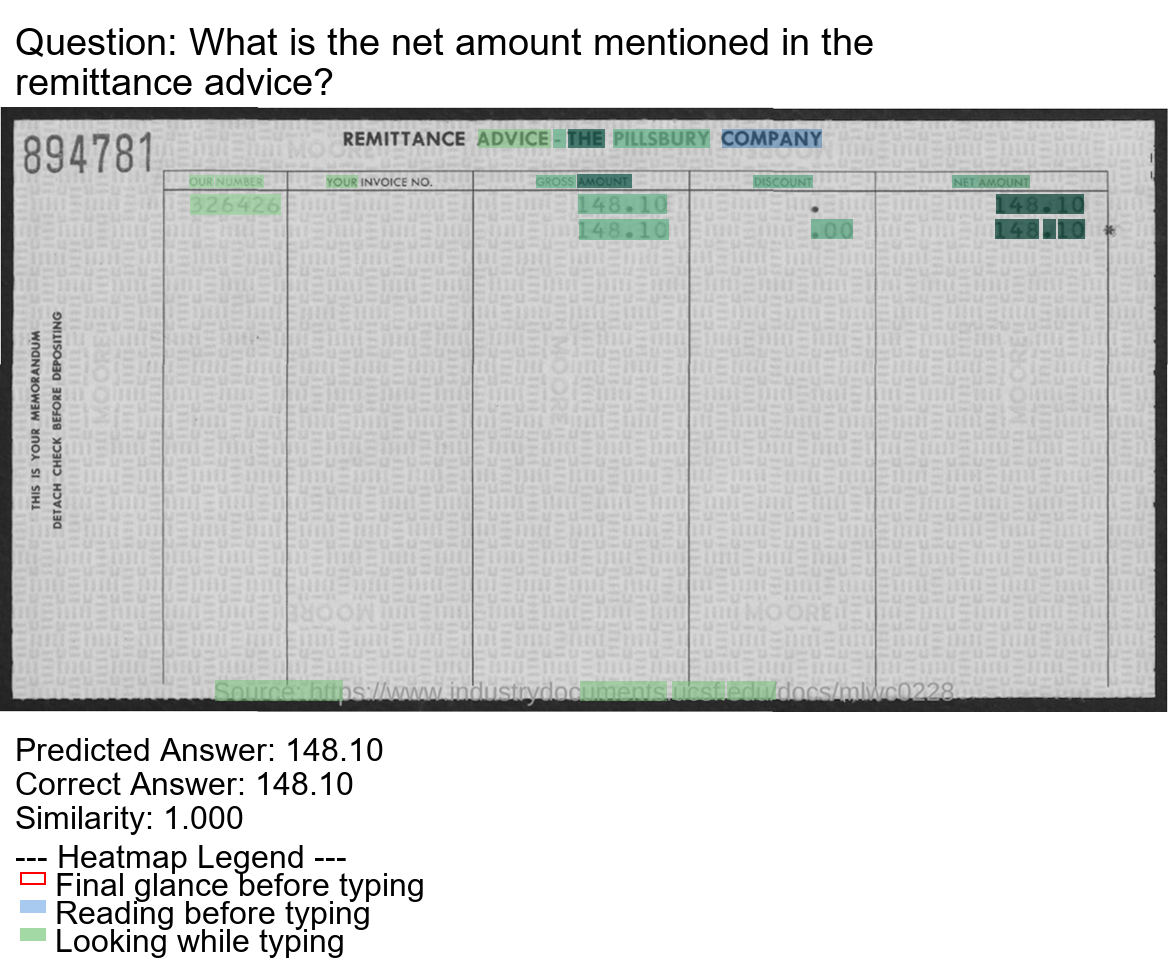 Question: What is the net amount mentioned in the
remittance advice?
894781
REMITTANCE ADVICE - THE PILLSBURY COMPANY
OUR NUMBER YOUR INVOICE NO. GROSS AMOUNT DISCOUNT NET AMOUNT
326426 148.10 . 148.10
148.10 .00 148.10 *
THIS IS YOUR MEMORANDUM
DETACH CHECK BEFORE DEPOSITING
MOORE
MOORE
MOORE
MOORE
MOORE
Source: https://www.industrydocuments.ucsf.edu/docs/mlwc0228
Predicted Answer: 148.10
Correct Answer: 148.10
Similarity: 1.000
--- Heatmap Legend ---
Final glance before typing
Reading before typing
Looking while typing